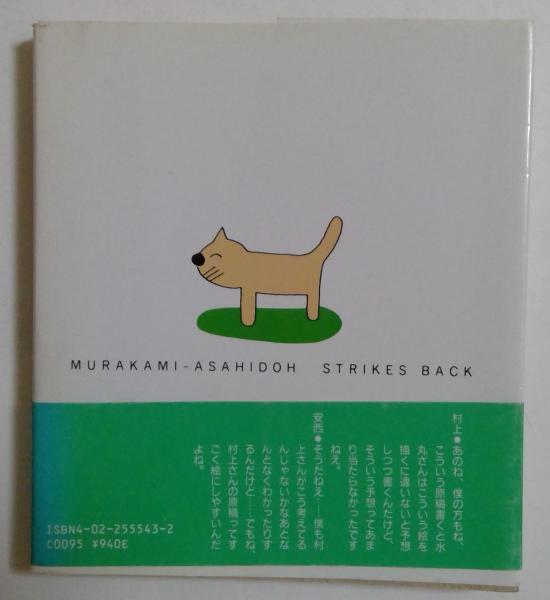 MURAKAMI-ASAHIDOH STRIKES BACK
村上●あのね、僕の方もね、
こういう原稿書くと水
丸さんはこういう絵を
描くに違いないと予想
しつつ書くんだけど、
そういう予想ってあま
り当たらなかったです
ねえ。
安西●そうだねえ……僕も村
上さんがこう考えてる
んじゃないかなあとな
んとなくわかったりす
るんだけど……でもね、
村上さんの原稿ってす
ごく絵にしやすいんだ
よね。
ISBN4-02-255543-2
C0095 ¥940E